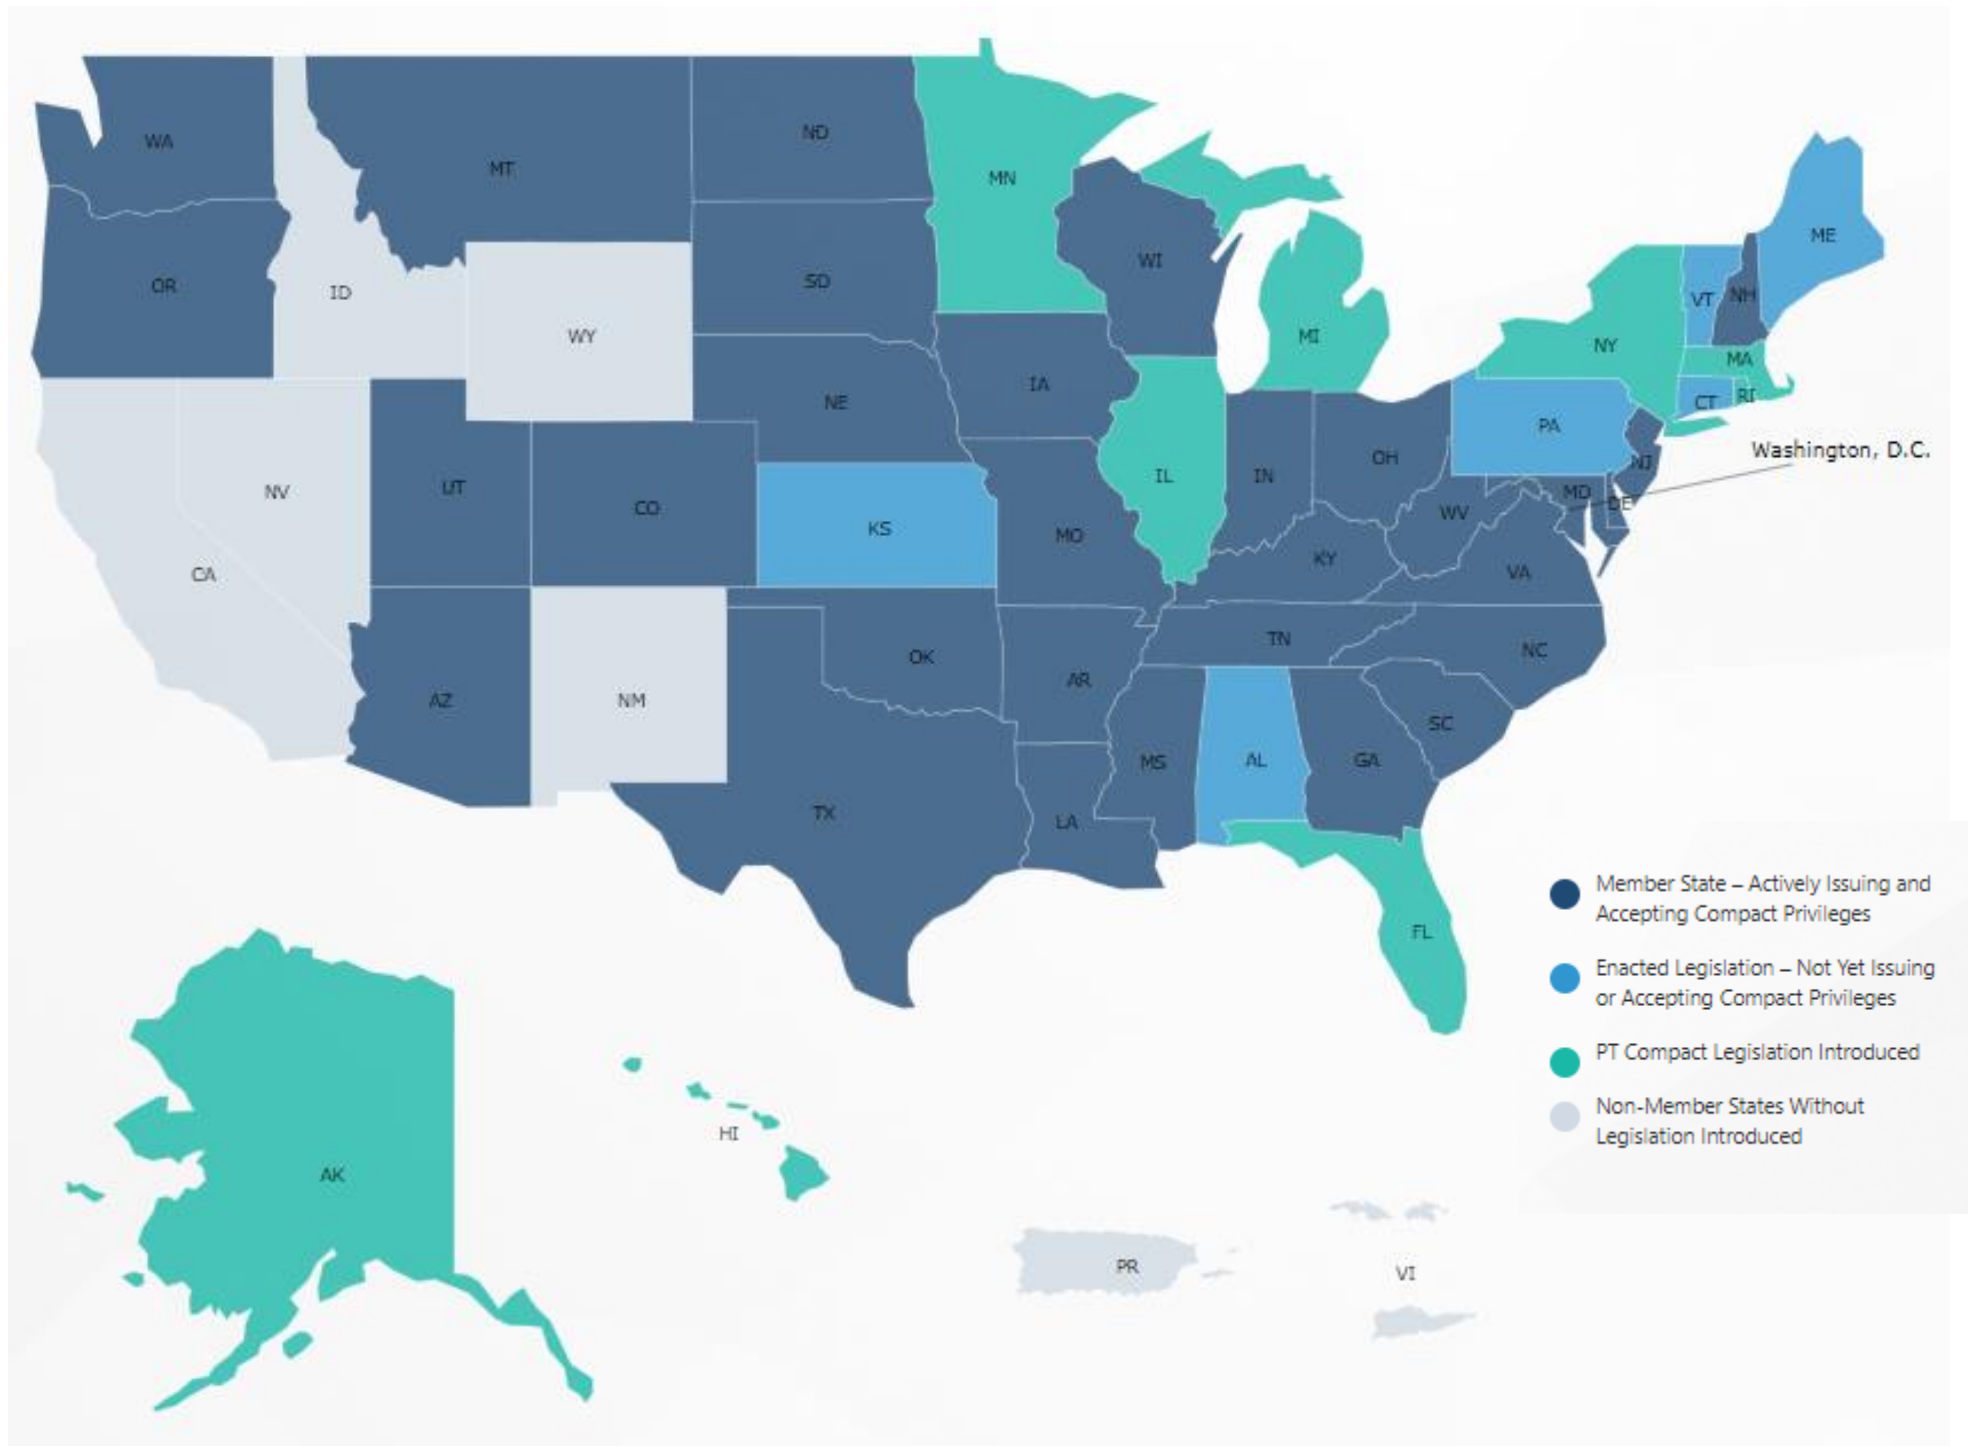 WA
MT
ND
MN
OR
ID
WY
SD
WI
MI
ME
VT
NH
NY
MA
CT
RI
NE
IA
PA
NV
UT
CO
KS
MO
IL
IN
OH
NJ
Washington, D.C.
MD
DE
WV
CA
KY
VA
AZ
NM
OK
AR
TN
NC
SC
TX
LA
MS
AL
GA
FL
AK
HI
PR
VI
Member State – Actively Issuing and
Accepting Compact Privileges
Enacted Legislation – Not Yet Issuing
or Accepting Compact Privileges
PT Compact Legislation Introduced
Non-Member States Without
Legislation Introduced